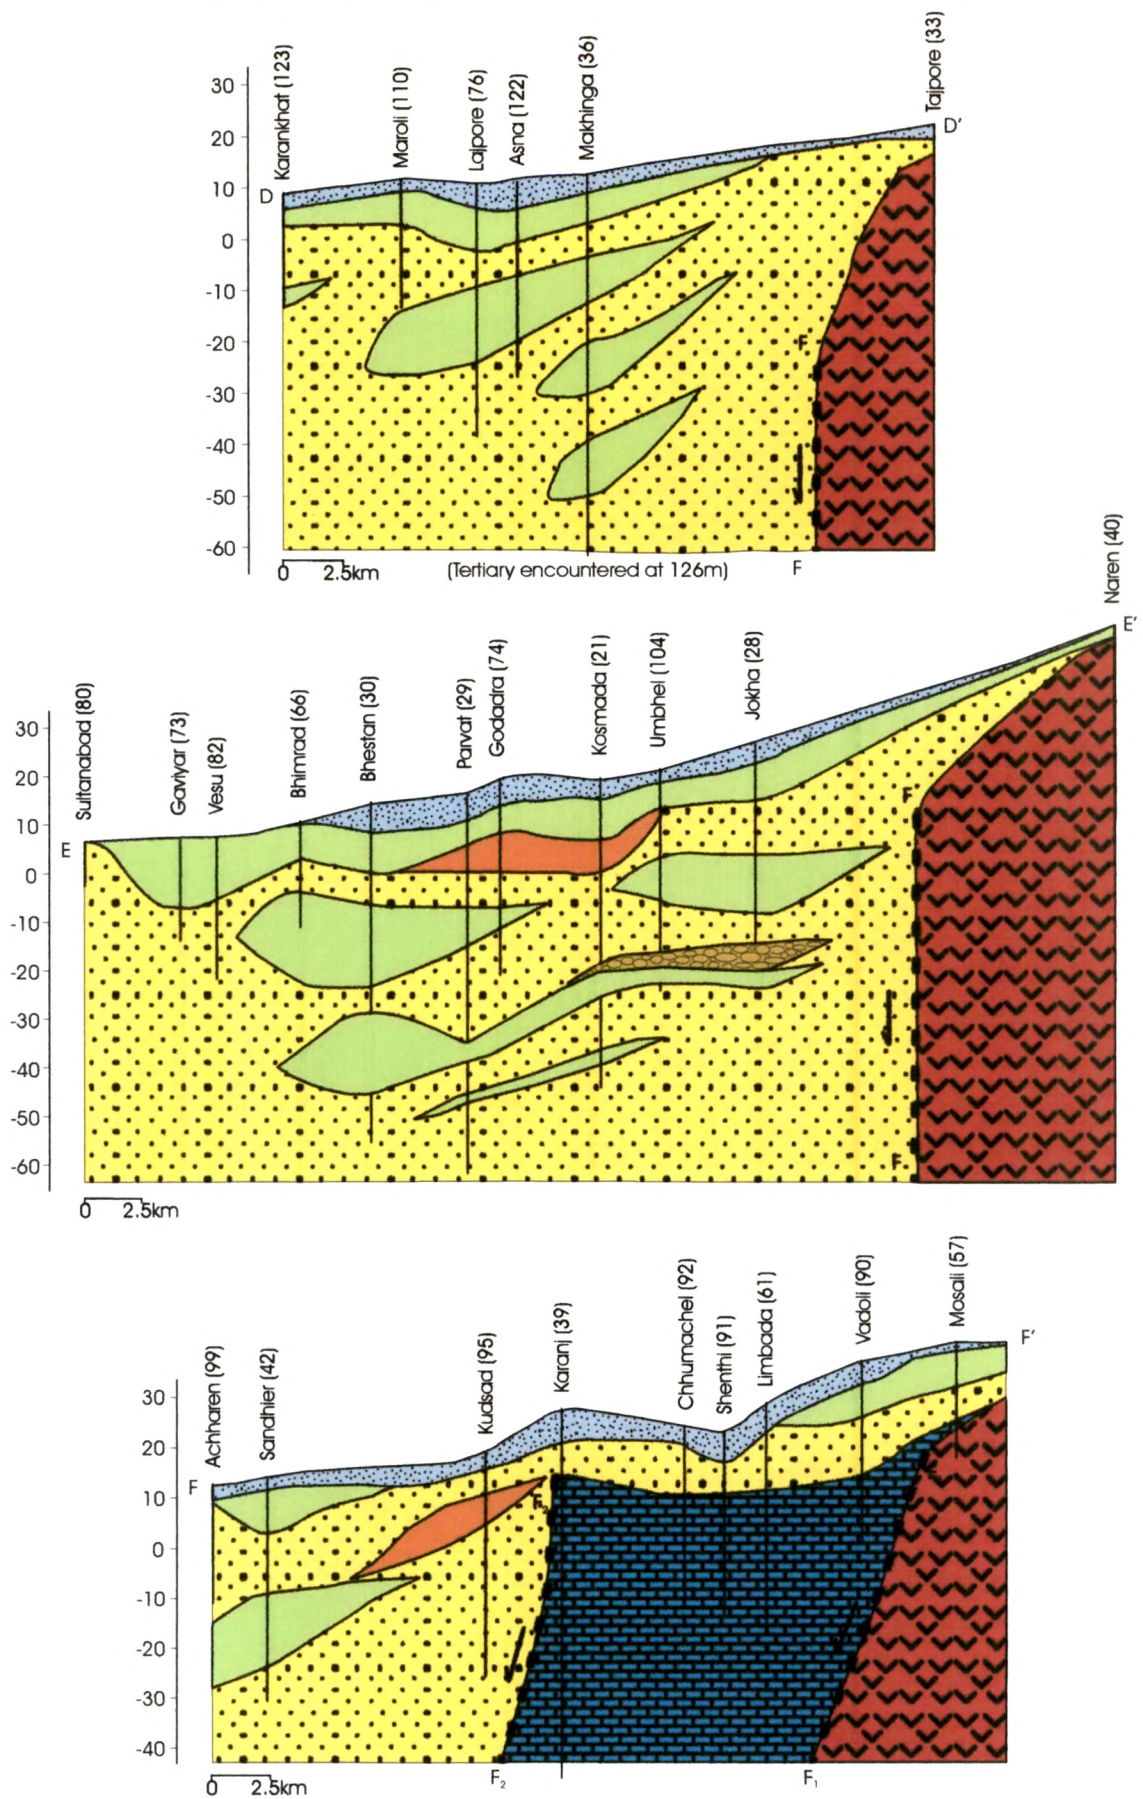 Karankhat (123)
Maroli (110)
Lajpore (76)
Asna (122)
Makhinga (36)
Tajpore (33)
D
D'
30
20
10
0
-10
-20
-30
-40
-50
-60
F
F
0 2.5km
(Tertiary encountered at 126m)
Sultanabad (80)
Gaviyar (73)
Vesu (82)
Bhimrad (66)
Bhestan (30)
Parvat (29)
Godadra (74)
Kosmada (21)
Umbhel (104)
Jokha (28)
Naren (40)
E
E'
30
20
10
0
-10
-20
-30
-40
-50
-60
F
F
0 2.5km
Achharen (99)
Sandhier (42)
Kudsad (95)
Karanj (39)
Chhumachel (92)
Shenthi (91)
Limbada (61)
Vadoli (90)
Mosali (57)
F
F'
30
20
10
0
-10
-20
-30
-40
F
F₂
F₁
0 2.5km